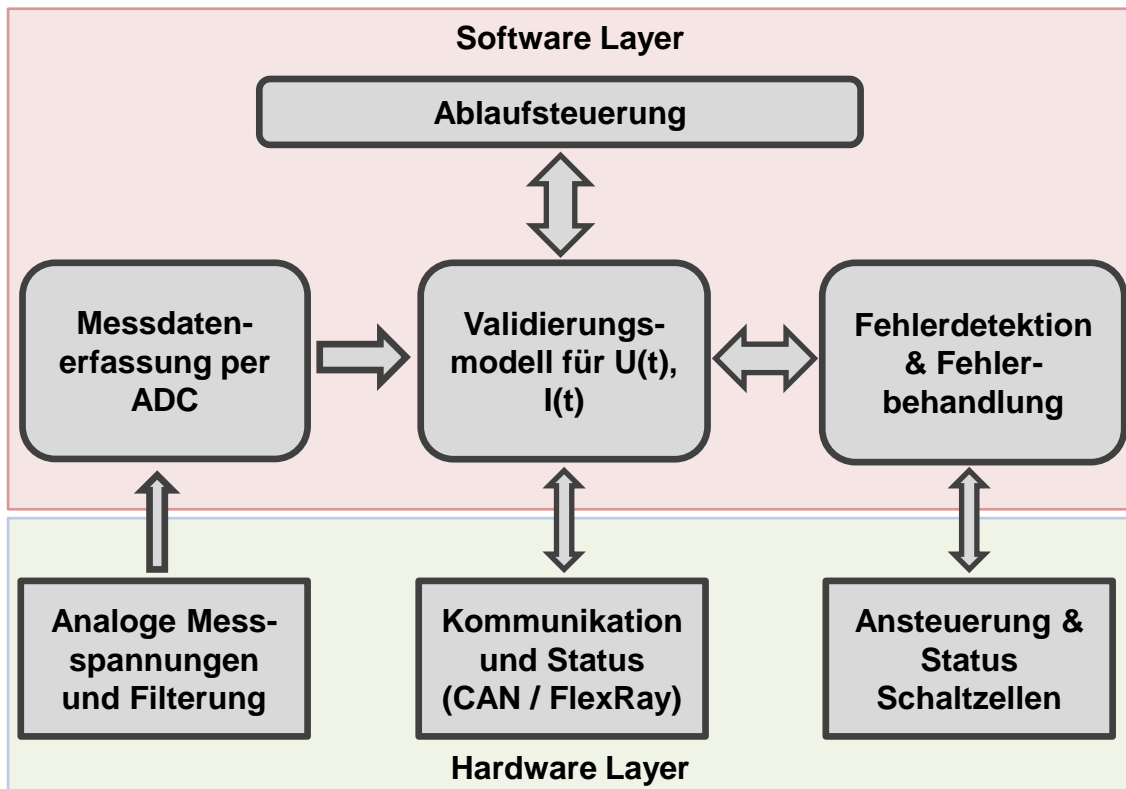 Software Layer
Ablaufsteuerung
Messdaten-
erfassung per
ADC
Validierungs-
modell für U(t),
I(t)
Fehlerdetektion
& Fehler-
behandlung
Analoge Mess-
spannungen
und Filterung
Kommunikation
und Status
(CAN / FlexRay)
Ansteuerung &
Status
Schaltzellen
Hardware Layer